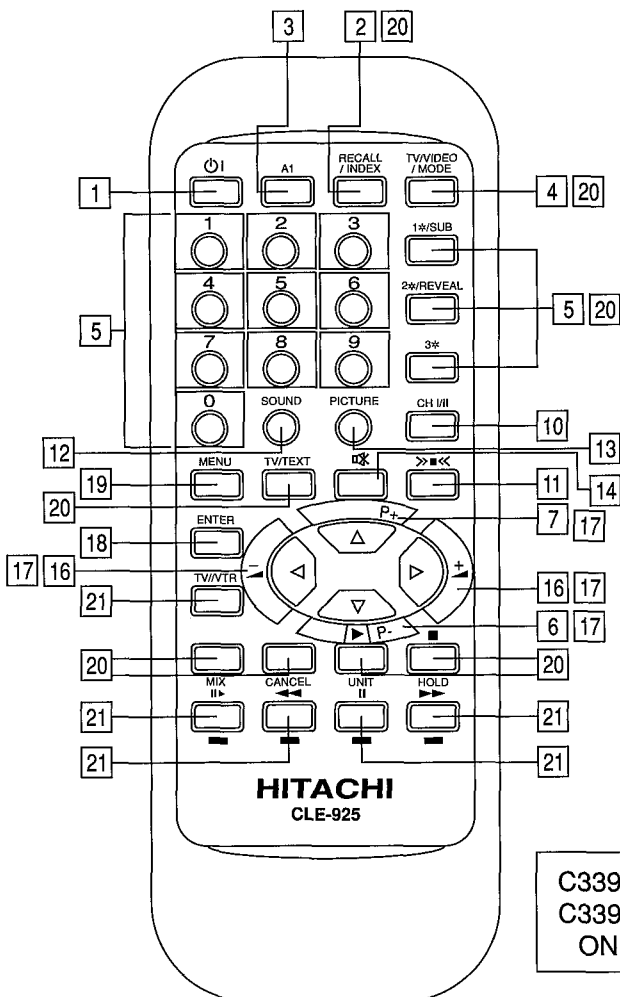 3 2 20
⏻I A1 RECALL /INDEX TV/VIDEO /MODE
1 4 20
1 2 3 1✳/SUB
4 5 6 2✳/REVEAL
5 5 20
7 8 9 3✳
0 SOUND PICTURE CH I/II
12 10
13
MENU TV/TEXT
19 11
20 14
P+
7 17
ENTER
18
17 16 - +
16 17
TV//VTR
21
P-
6 17
20 20
MIX CANCEL UNIT HOLD
21 21
21 21
HITACHI
CLE-925
C339
C339
ON